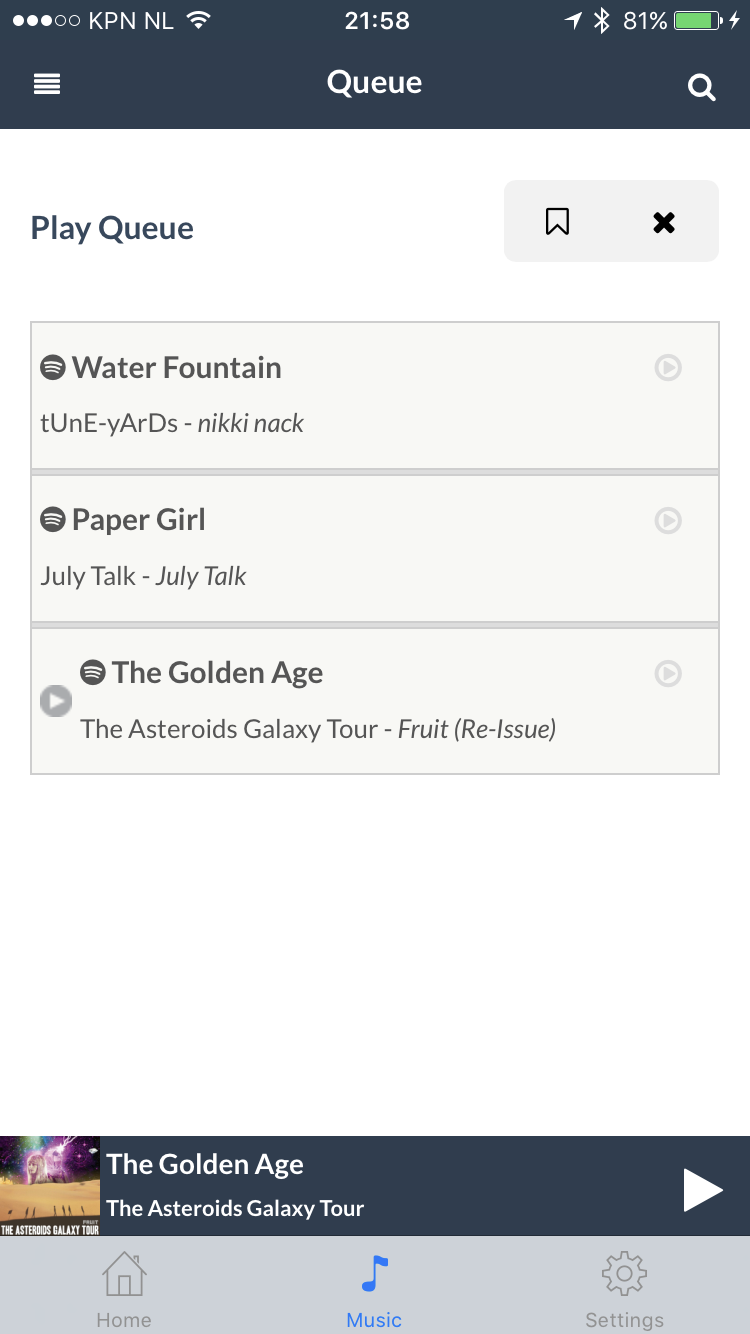 KPN NL 21:58 81%
Queue
Play Queue
Water Fountain
tUnE-yArDs - nikki nack
Paper Girl
July Talk - July Talk
The Golden Age
The Asteroids Galaxy Tour - Fruit (Re-Issue)
The Golden Age
The Asteroids Galaxy Tour
FRUIT
THE ASTEROIDS GALAXY TOUR
Home Music Settings